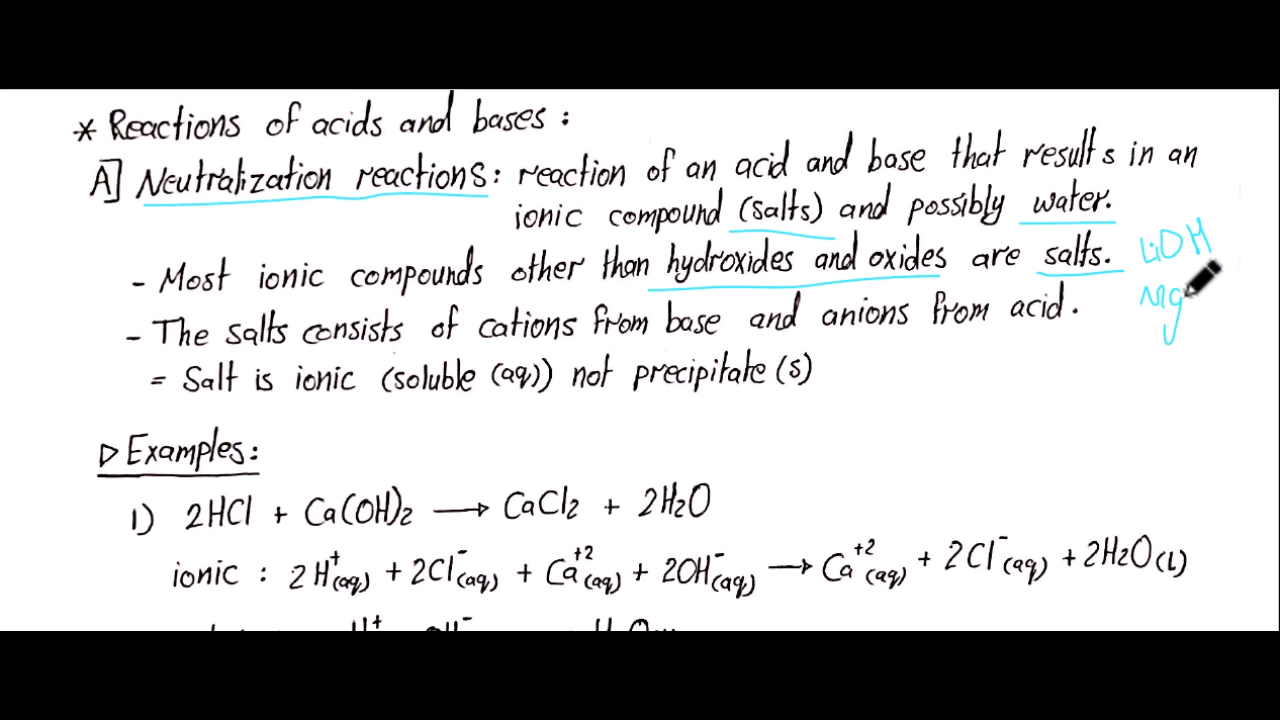 * Reactions of acids and bases :
A] Neutralization reactions : reaction of an acid and base that results in an
ionic compound (salts) and possibly water.
- Most ionic compounds other than hydroxides and oxides are salts. LiOH
- The salts consists of cations from base and anions from acid. Mg
= Salt is ionic (soluble (aq)) not precipitate (s)
▷ Examples :
1) 2HCl + Ca(OH)₂ ⟶ CaCl₂ + 2H₂O
ionic : 2H⁺(aq) + 2Cl⁻(aq) + Ca⁺²(aq) + 2OH⁻(aq) ⟶ Ca⁺²(aq) + 2Cl⁻(aq) + 2H₂O(l)